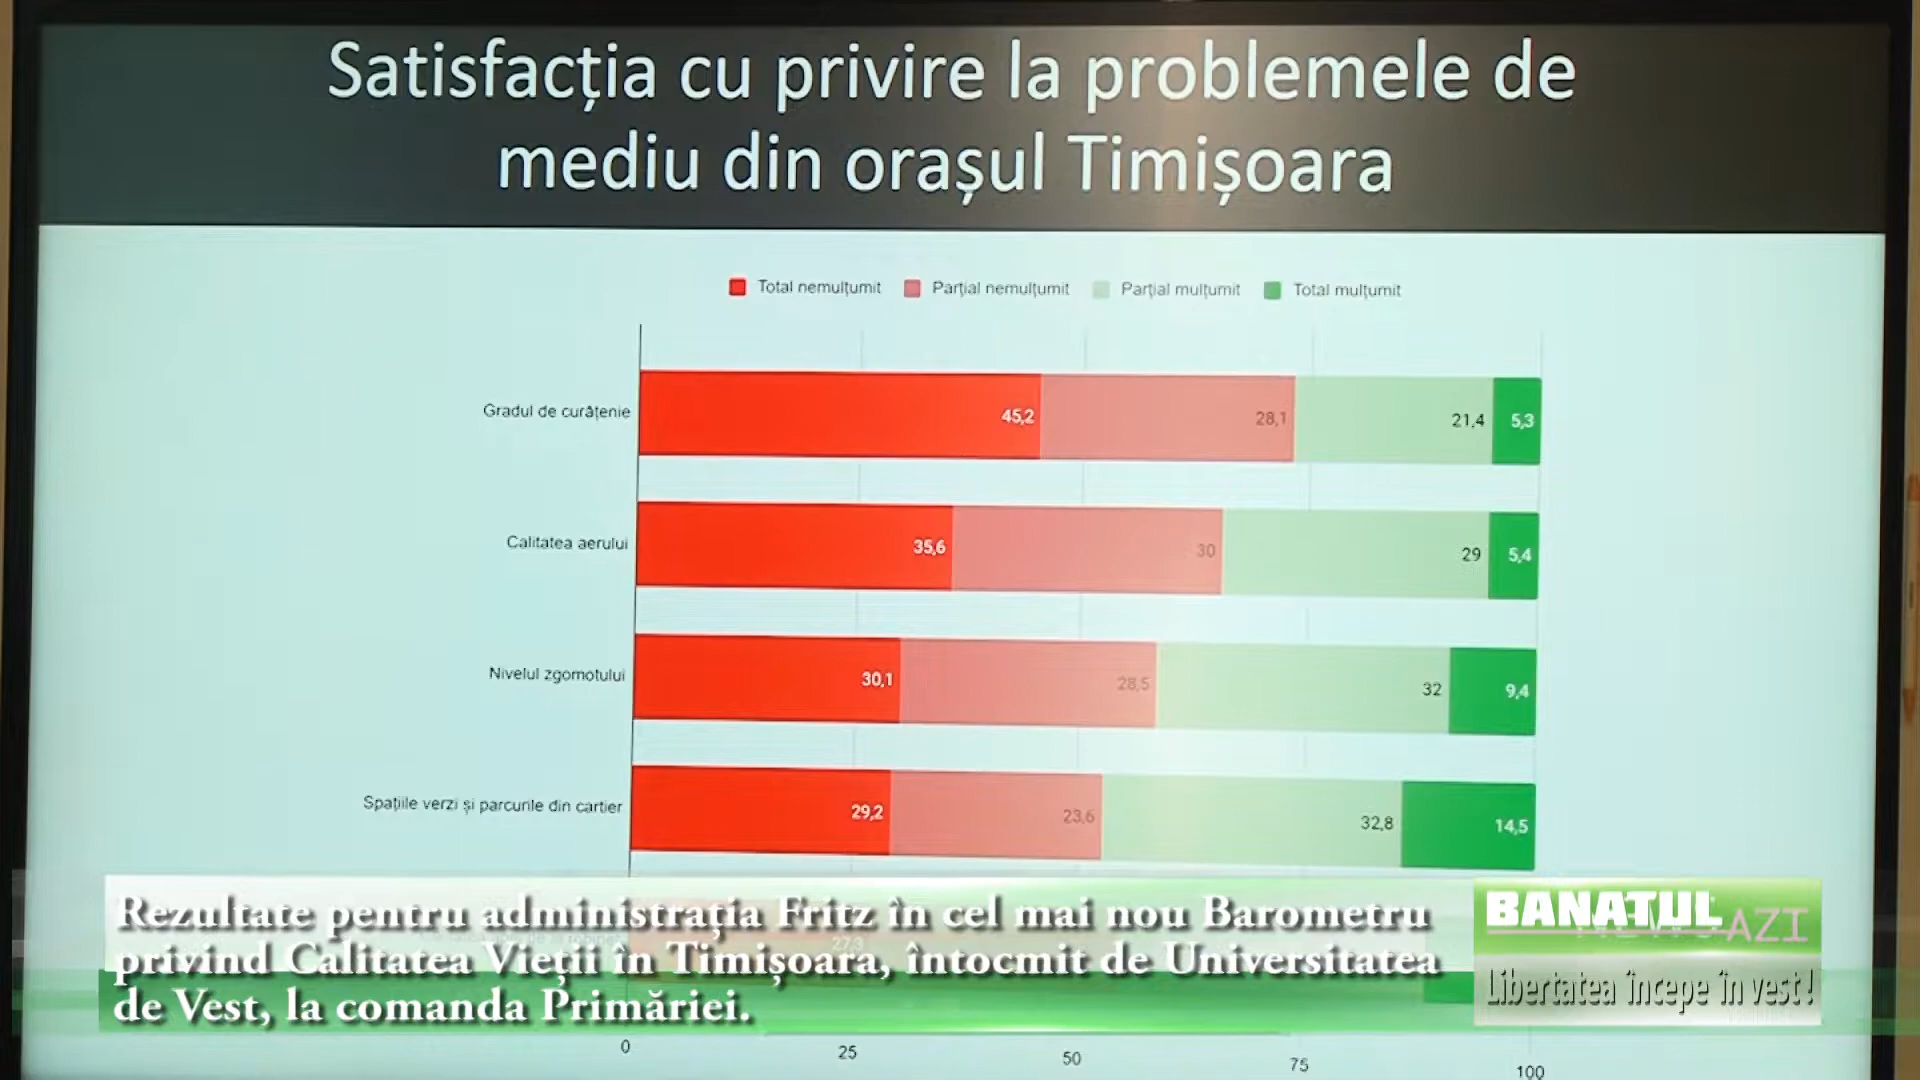 Satisfacția cu privire la problemele de
mediu din orașul Timișoara
Total nemulțumit Parțial nemulțumit Parțial mulțumit Total mulțumit
Gradul de curățenie 45,2 28,1 21,4 5,3
Calitatea aerului 35,6 30 29 5,4
Nivelul zgomotului 30,1 28,5 32 9,4
Spațiile verzi și parcurile din cartier 29,2 23,6 32,8 14,5
27,3
Rezultate pentru administrația Fritz în cel mai nou Barometru
privind Calitatea Vieții în Timișoara, întocmit de Universitatea
de Vest, la comanda Primăriei.
BANATUL
AZI
Libertatea începe în vest!
0 25 50 75 100